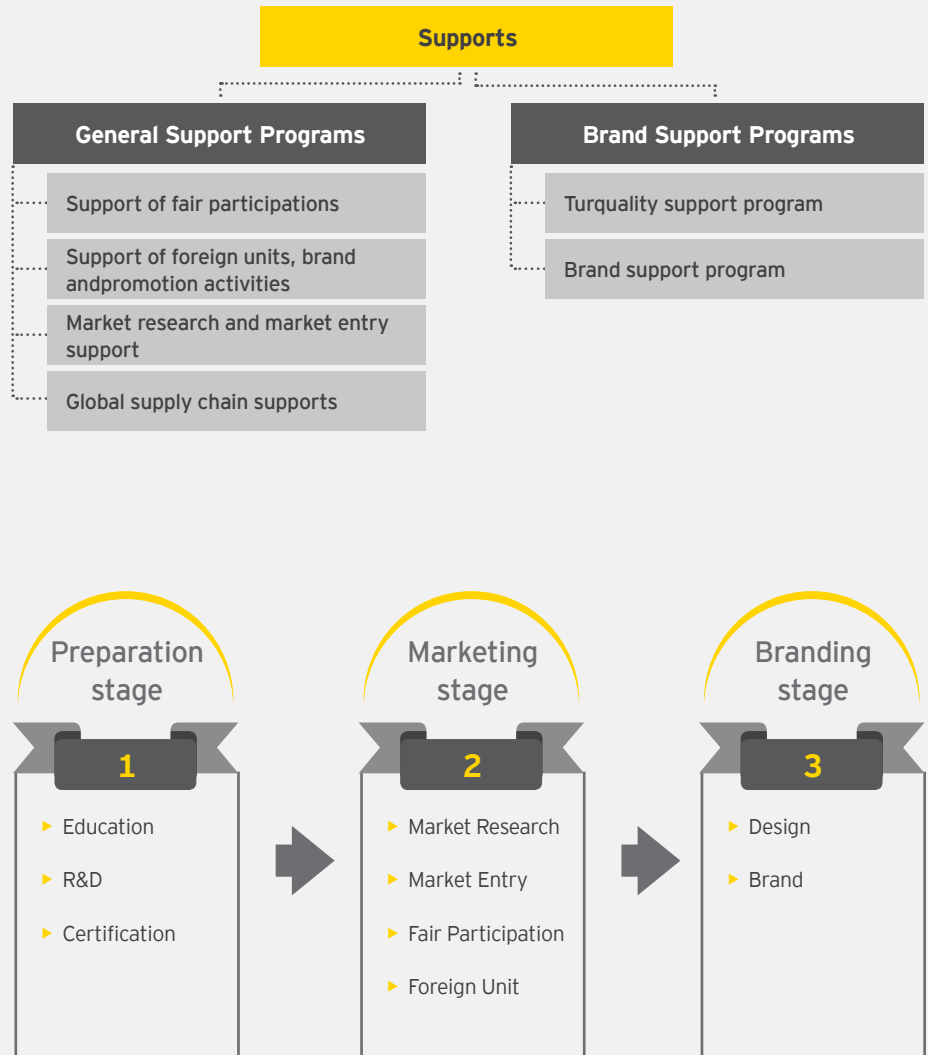 Supports
General Support Programs
Support of fair participations
Support of foreign units, brand
andpromotion activities
Market research and market entry
support
Global supply chain supports
Brand Support Programs
Turquality support program
Brand support program
Preparation
stage
1
▸ Education
▸ R&D
▸ Certification
Marketing
stage
2
▸ Market Research
▸ Market Entry
▸ Fair Participation
▸ Foreign Unit
Branding
stage
3
▸ Design
▸ Brand